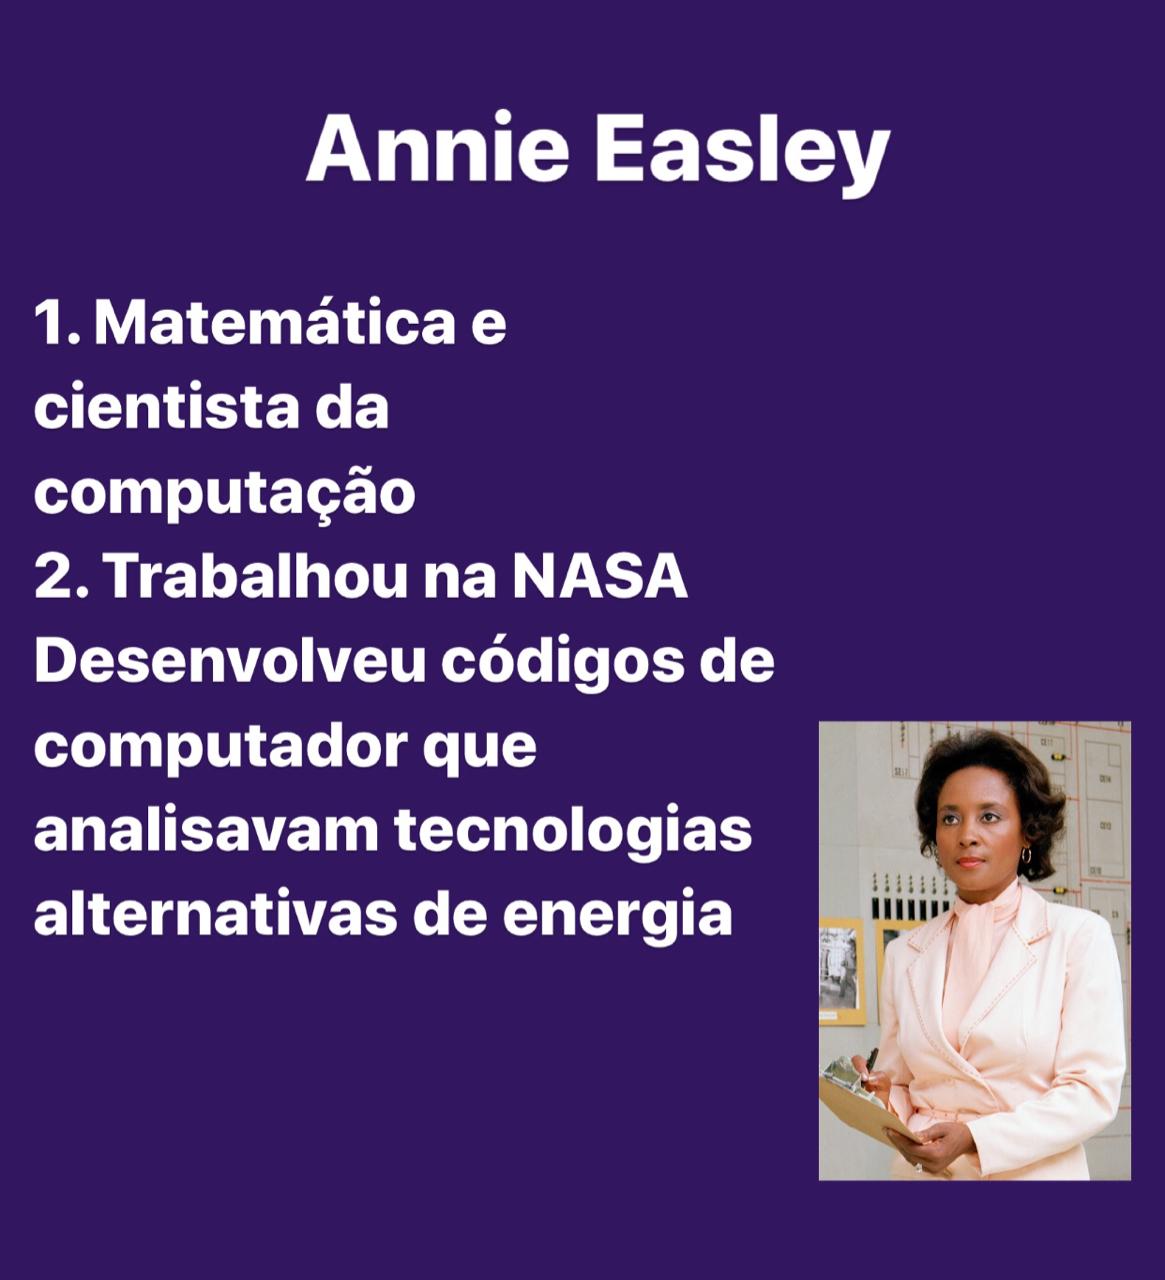 Annie Easley
1. Matemática e
cientista da
computação
2. Trabalhou na NASA
Desenvolveu códigos de
computador que
analisavam tecnologias
alternativas de energia